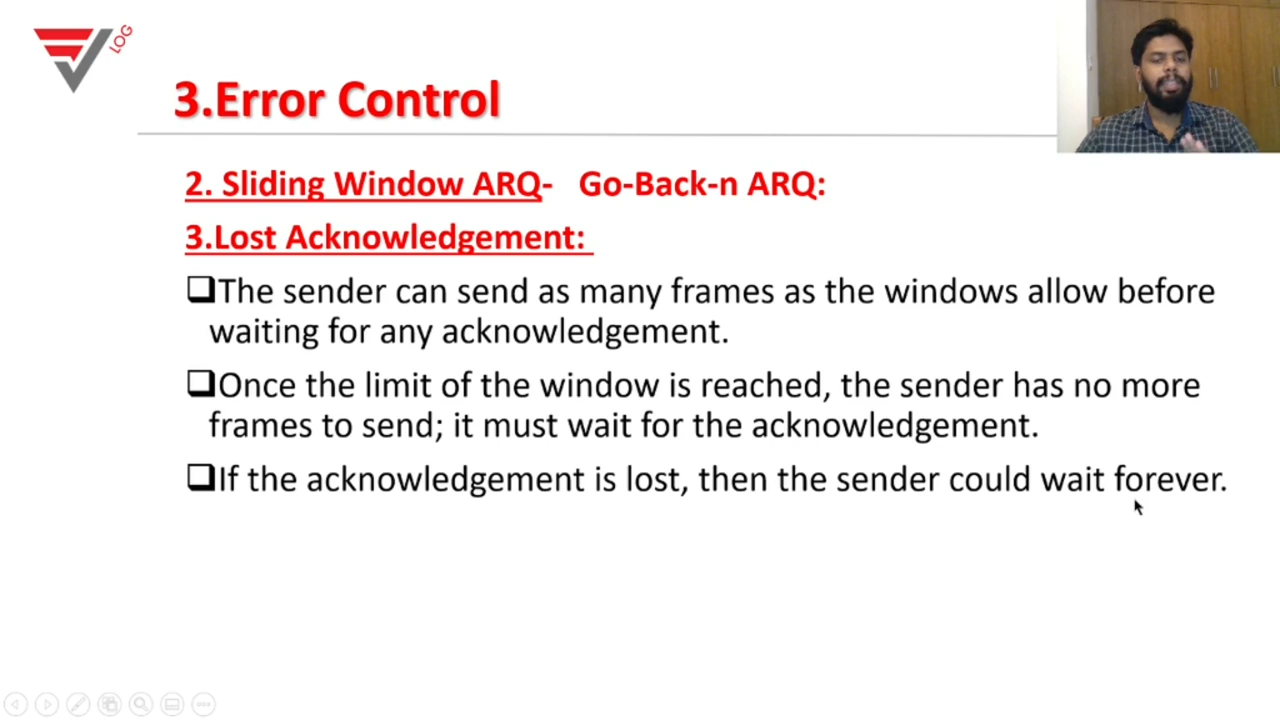 LOG
3.Error Control
2. Sliding Window ARQ- Go-Back-n ARQ:
3.Lost Acknowledgement:
❑The sender can send as many frames as the windows allow before
waiting for any acknowledgement.
❑Once the limit of the window is reached, the sender has no more
frames to send; it must wait for the acknowledgement.
❑If the acknowledgement is lost, then the sender could wait forever.